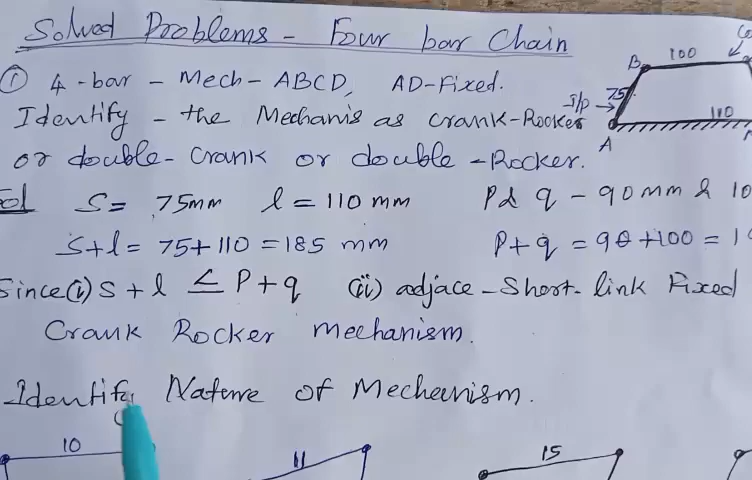 Solved Problems - Four bar Chain
① 4-bar-Mech-ABCD, AD-Fixed.
Identify - the Mechanis as Crank-Rocker
or double-Crank or double-Rocker.
B 100
75
I/p
A 110
Sol S = 75mm l = 110 mm P & q - 90mm &
S+l = 75+110 = 185 mm P+q = 90+100 =
Since (i) S + l ≤ P+q (ii) adjace-Short-link Fixed
Crank Rocker mechanism.
Identify Nature of Mechanism.
10 11 15